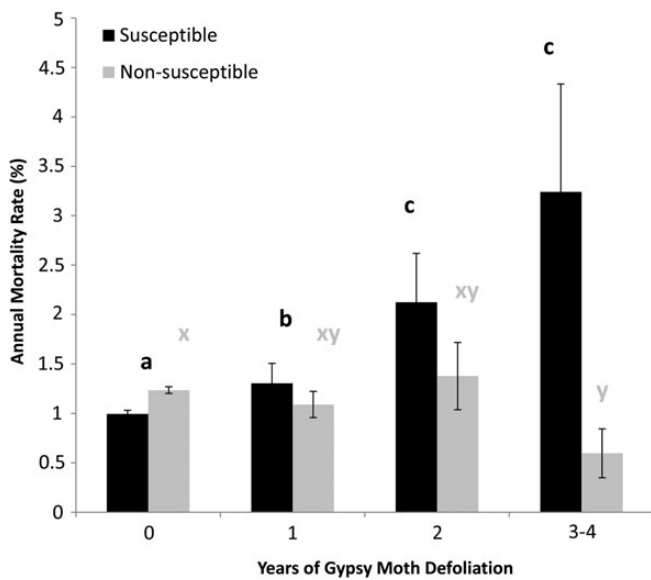 Susceptible
Non-susceptible
5
4.5
4
3.5
3
2.5
2
1.5
1
0.5
0
Annual Mortality Rate (%)
a
x
b
xy
c
xy
c
y
0
1
2
3-4
Years of Gypsy Moth Defoliation